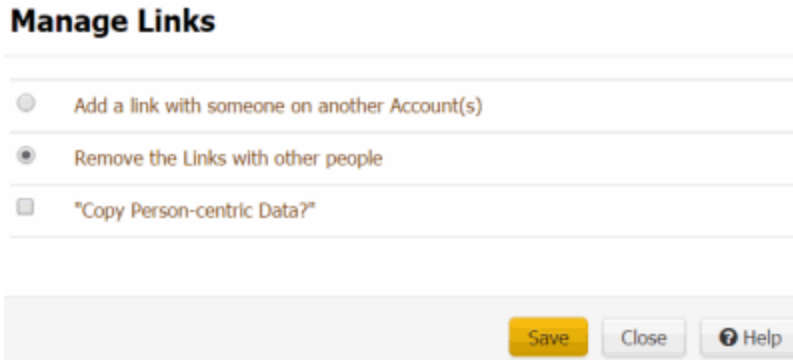 Manage Links
Add a link with someone on another Account(s)
Remove the Links with other people
"Copy Person-centric Data?"
Save Close Help